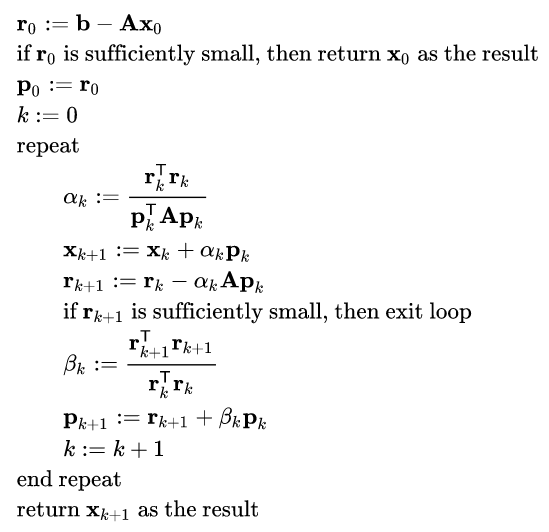 r₀ := b − Ax₀
if r₀ is sufficiently small, then return x₀ as the result
p₀ := r₀
k := 0
repeat
αₖ := rₖᵀrₖ / pₖᵀApₖ
xₖ₊₁ := xₖ + αₖpₖ
rₖ₊₁ := rₖ − αₖApₖ
if rₖ₊₁ is sufficiently small, then exit loop
βₖ := rₖ₊₁ᵀrₖ₊₁ / rₖᵀrₖ
pₖ₊₁ := rₖ₊₁ + βₖpₖ
k := k + 1
end repeat
return xₖ₊₁ as the result